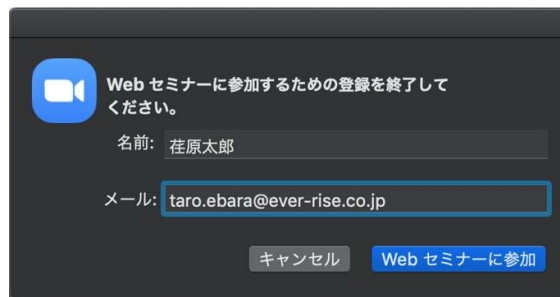 Web セミナーに参加するための登録を終了して
ください。
名前: 荏原太郎
メール: taro.ebara@ever-rise.co.jp
キャンセル Web セミナーに参加